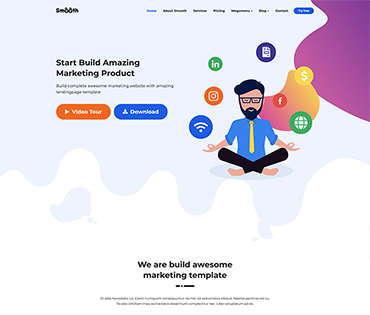 Smooth
Home About Smooth Services Pricing Megamenu Blog Contact Try free
Start Build Amazing
Marketing Product
Build complete awesome marketing website with amazing
landingpage template
Video Tour Download
We are build awesome
marketing template